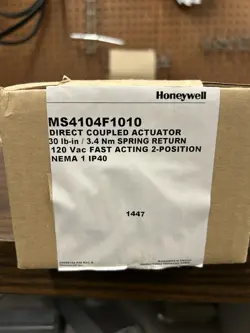 Honeywell
MS4104F1010
DIRECT COUPLED ACTUATOR
30 lb-in / 3.4 Nm SPRING RETURN
120 Vac FAST ACTING 2-POSITION
NEMA 1 IP40
1447